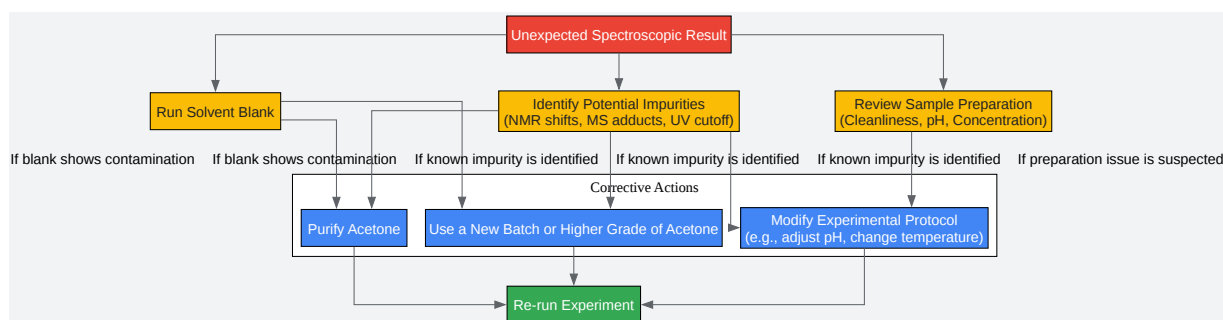 Unexpected Spectroscopic Result
Run Solvent Blank
Identify Potential Impurities
(NMR shifts, MS adducts, UV cutoff)
Review Sample Preparation
(Cleanliness, pH, Concentration)
If blank shows contamination
If blank shows contamination
If known impurity is identified
If known impurity is identified
If known impurity is identified
If preparation issue is suspected
Corrective Actions
Purify Acetone
Use a New Batch or Higher Grade of Acetone
Modify Experimental Protocol
(e.g., adjust pH, change temperature)
Re-run Experiment